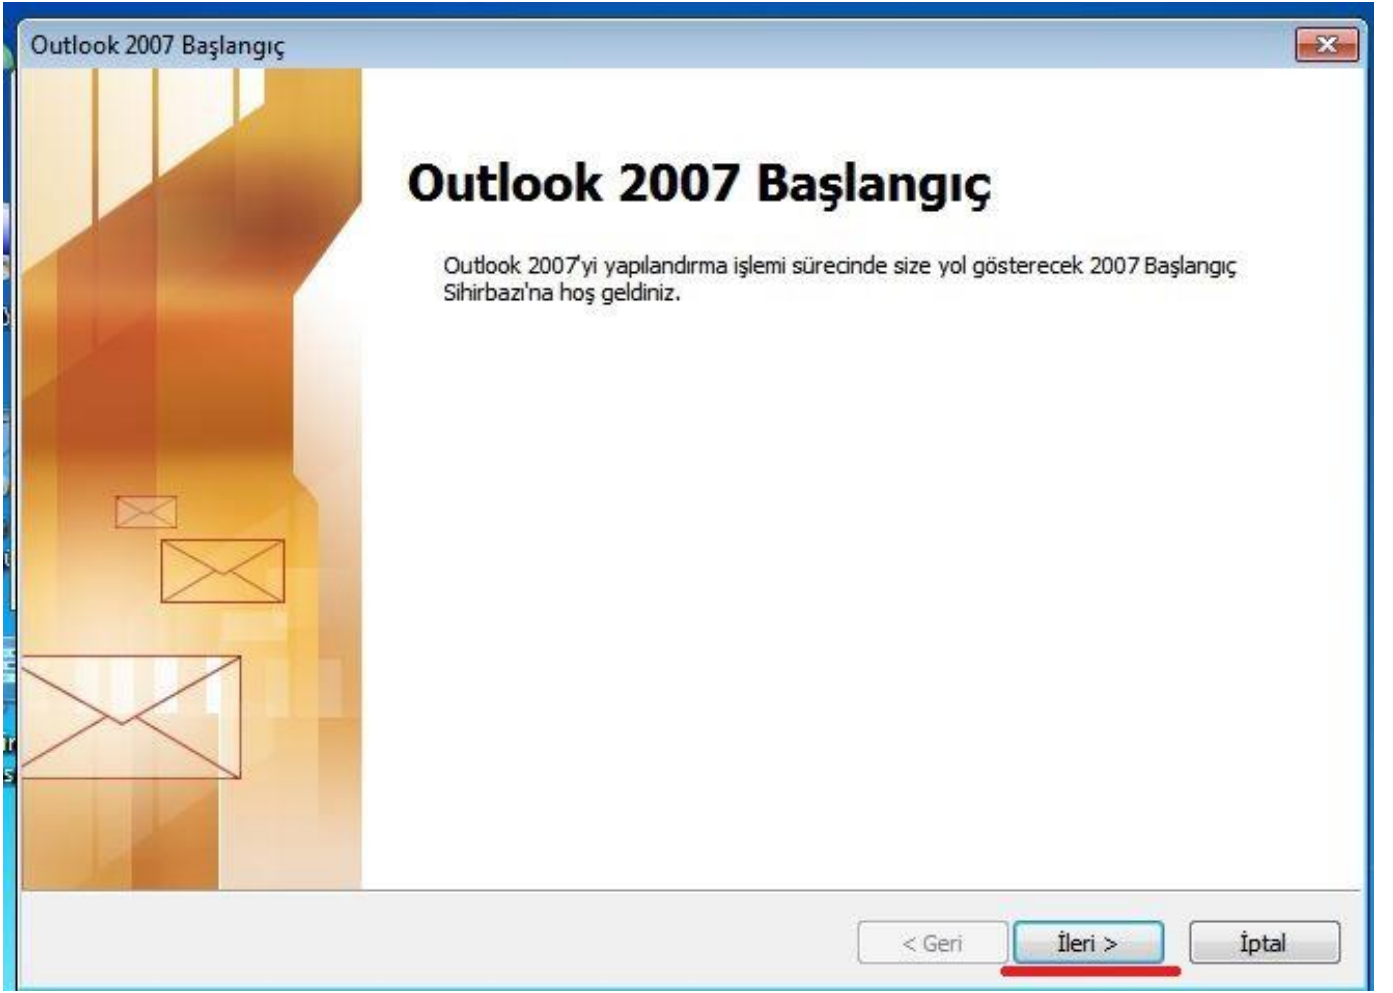 Outlook 2007 Başlangıç
Outlook 2007 Başlangıç
Outlook 2007'yi yapılandırma işlemi sürecinde size yol gösterecek 2007 Başlangıç
Sihirbazı'na hoş geldiniz.
< Geri
İleri >
İptal